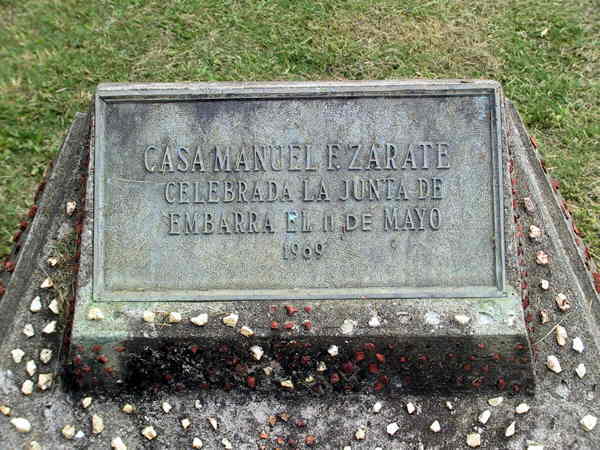 CASA MANUEL F. ZARATE
CELEBRADA LA JUNTA DE
EMBARRA EL 11 DE MAYO
1969